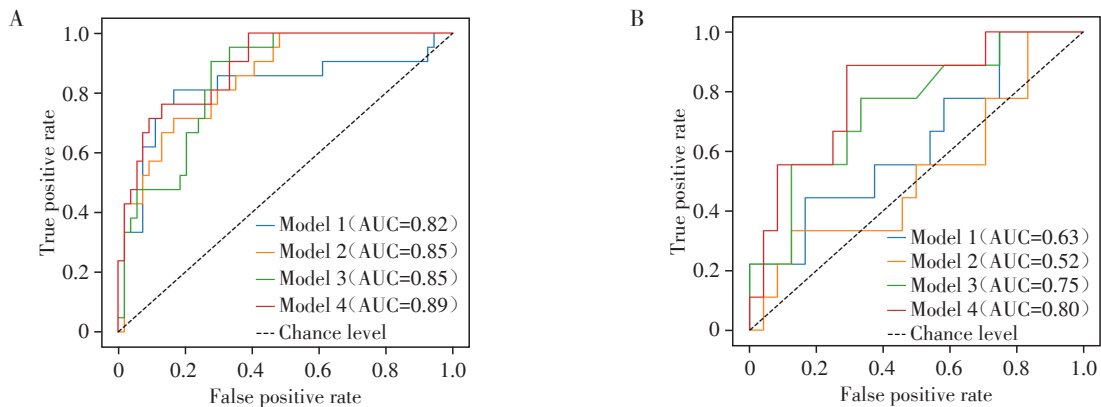 A
1.0
0.8
0.6
0.4
0.2
0
True positive rate
Model 1（AUC=0.82）
Model 2（AUC=0.85）
Model 3（AUC=0.85）
Model 4（AUC=0.89）
Chance level
0 0.2 0.4 0.6 0.8 1.0
False positive rate
B
1.0
0.8
0.6
0.4
0.2
0
True positive rate
Model 1（AUC=0.63）
Model 2（AUC=0.52）
Model 3（AUC=0.75）
Model 4（AUC=0.80）
Chance level
0 0.2 0.4 0.6 0.8 1.0
False positive rate